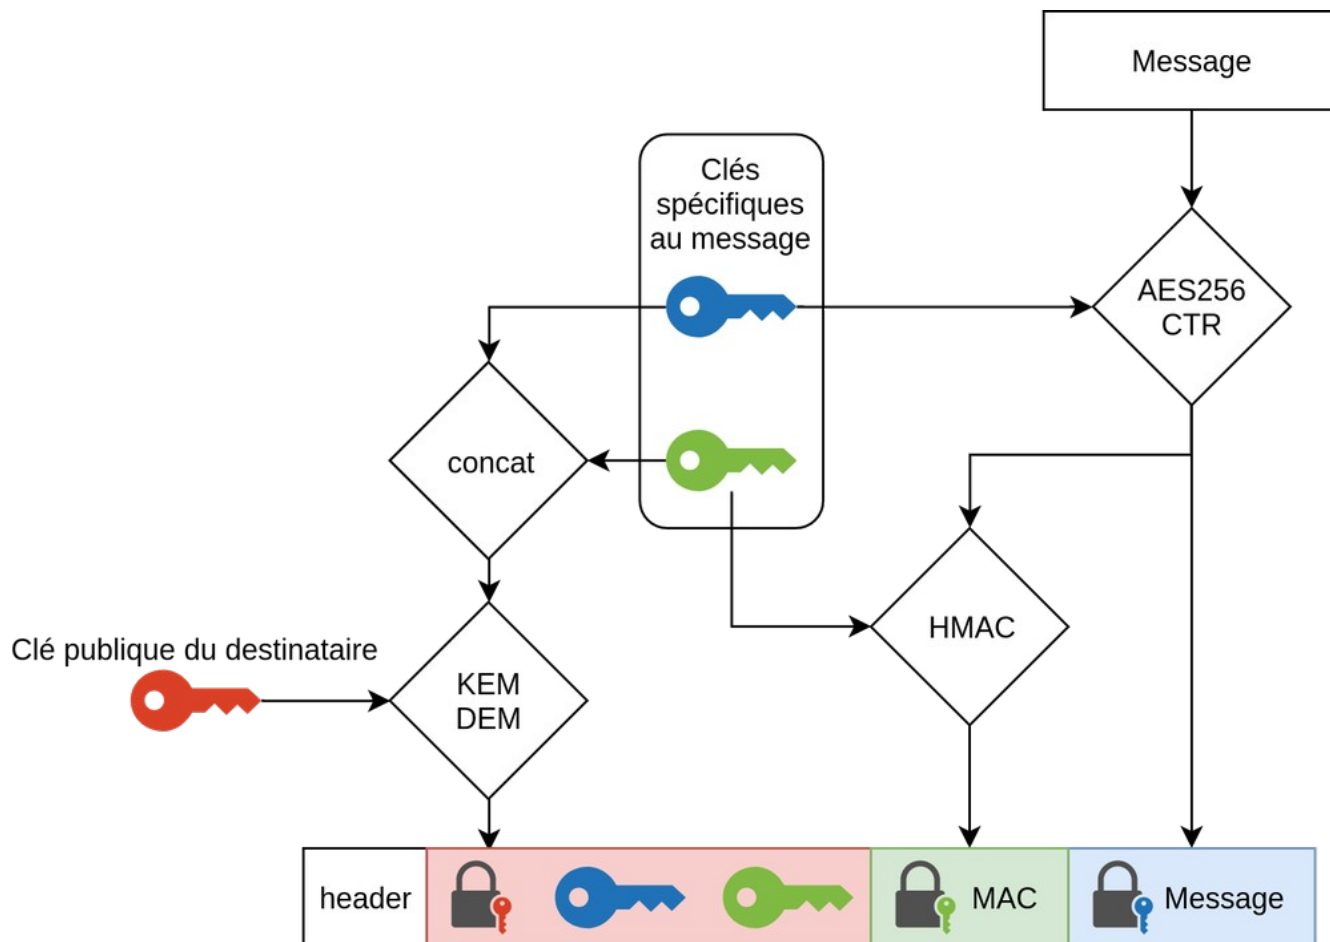 Message
Clés
spécifiques
au message
AES256
CTR
concat
HMAC
Clé publique du destinataire
KEM
DEM
header
MAC
Message